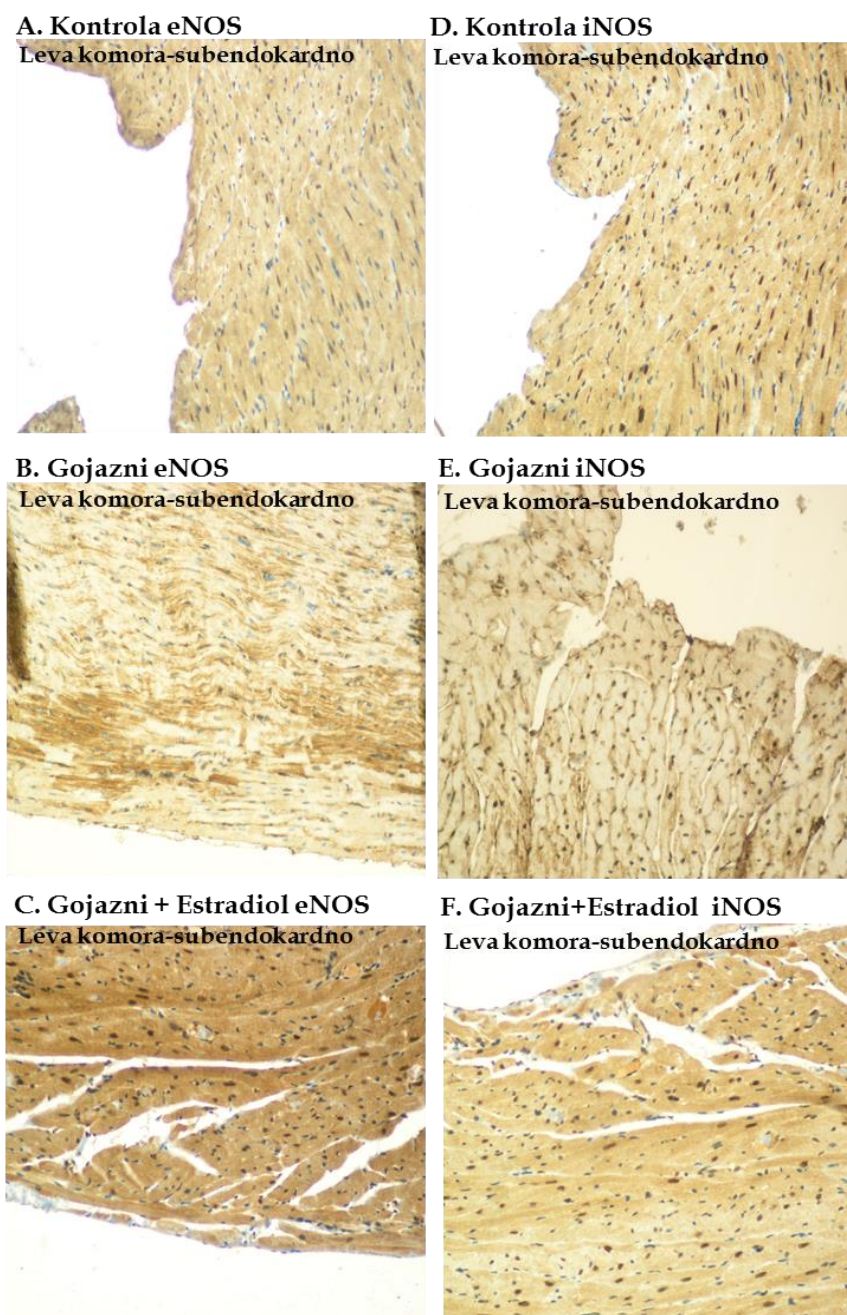 A. Kontrola eNOS
Leva komora-subendokardno
D. Kontrola iNOS
Leva komora-subendokardno
B. Gojazni eNOS
Leva komora-subendokardno
E. Gojazni iNOS
Leva komora-subendokardno
C. Gojazni + Estradiol eNOS
Leva komora-subendokardno
F. Gojazni+Estradiol iNOS
Leva komora-subendokardno